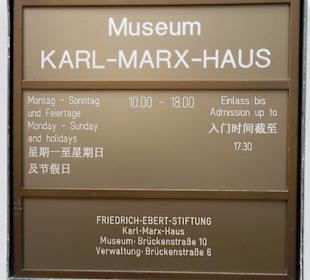 Museum
KARL-MARX-HAUS
Montag - Sonntag
und Feiertage
Monday - Sunday
and holidays
星期一至星期日
及节假日
10.00 - 18.00
Einlass bis
Admission up to
入门时间截至
17:30
FRIEDRICH-EBERT-STIFTUNG
Karl-Marx-Haus
Museum· Brückenstraße 10
Verwaltung· Brückenstraße 6